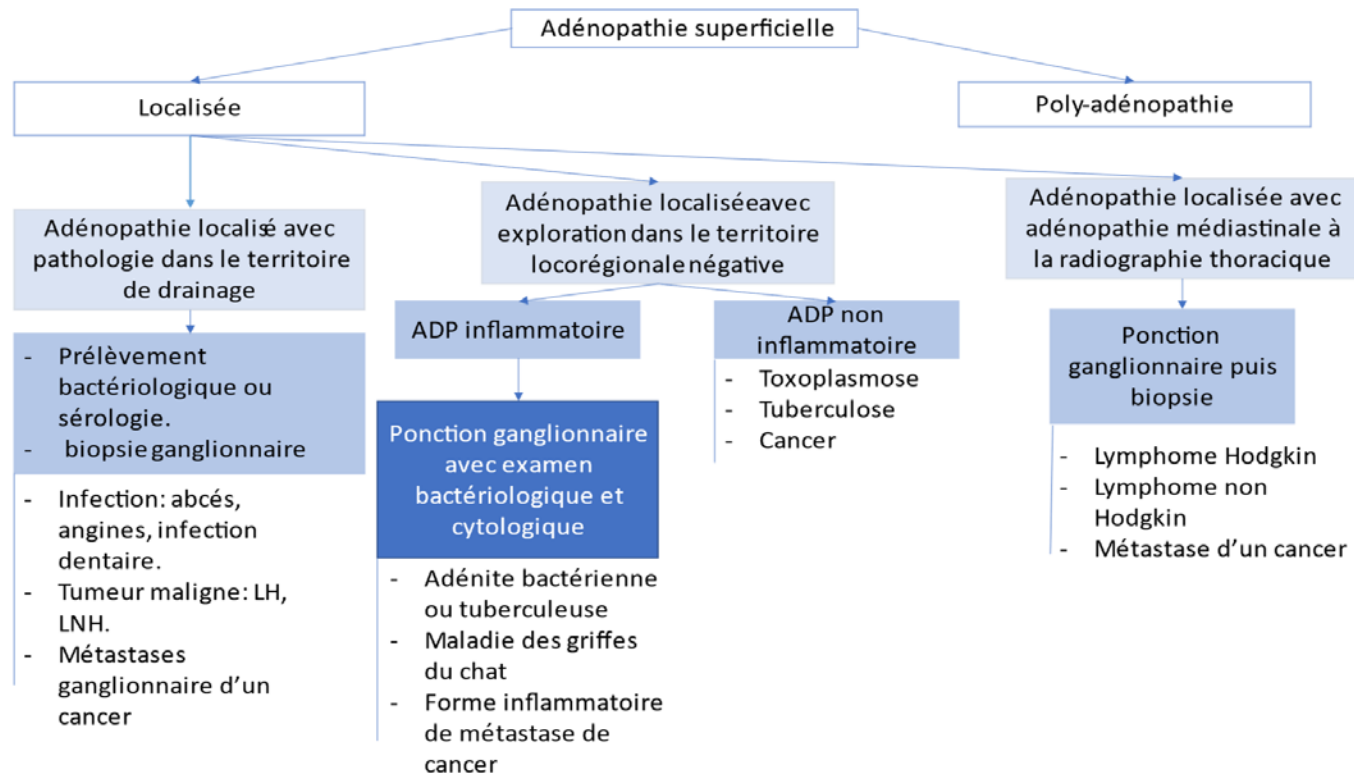 Adénopathie superficielle
Localisée
Poly-adénopathie
Adénopathie localisé avec
pathologie dans le territoire
de drainage
Adénopathie localiséeavec
exploration dans le territoire
locorégionale négative
Adénopathie localisée avec
adénopathie médiastinale à
la radiographie thoracique
- Prélèvement
bactériologique ou
sérologie.
- biopsie ganglionnaire
- Infection: abcés,
angines, infection
dentaire.
- Tumeur maligne: LH,
LNH.
- Métastases
ganglionnaire d'un
cancer
ADP inflammatoire
Ponction ganglionnaire
avec examen
bactériologique et
cytologique
- Adénite bactérienne
ou tuberculeuse
- Maladie des griffes
du chat
- Forme inflammatoire
de métastase de
cancer
ADP non
inflammatoire
- Toxoplasmose
- Tuberculose
- Cancer
Ponction
ganglionnaire puis
biopsie
- Lymphome Hodgkin
- Lymphome non
Hodgkin
- Métastase d'un cancer